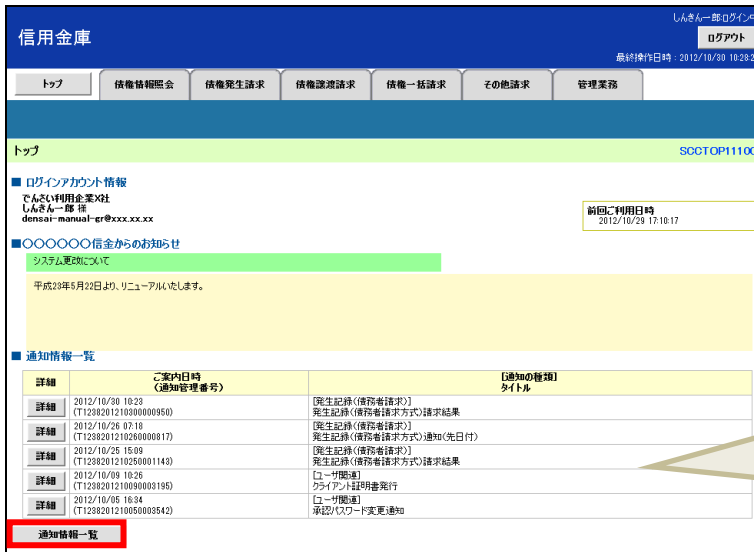 しんきん一郎:ログイン中
信用金庫
ログアウト
最終操作日時：2012/10/30 10:28:2
トップ 債権情報照会 債権発生請求 債権譲渡請求 債権一括請求 その他請求 管理業務
トップ SCCTOP11100
■ ログインアカウント情報
でんさい利用企業X社
しんきん一郎 様
densai-manual-gr@xxx.xx.xx
前回ご利用日時
2012/10/29 17:10:17
■〇〇〇〇〇〇信金からのお知らせ
システム更改について
平成23年5月22日より、リニューアルいたします。
■ 通知情報一覧
詳細 ご案内日時 [通知の種類]
（通知管理番号） タイトル
詳細 2012/10/30 10:23 [発生記録(債務者請求)]
(T1238201210300000950) 発生記録(債務者請求方式)請求結果
詳細 2012/10/26 07:18 [発生記録(債務者請求)]
(T1238201210260000817) 発生記録(債務者請求方式)通知(先日付)
詳細 2012/10/25 15:09 [発生記録(債務者請求)]
(T1238201210250001143) 発生記録(債務者請求方式)請求結果
詳細 2012/10/09 10:26 [ユーザ関連]
(T1238201210090003195) クライアント証明書発行
詳細 2012/10/05 16:34 [ユーザ関連]
(T1238201210050003542) 承認パスワード変更通知
通知情報一覧